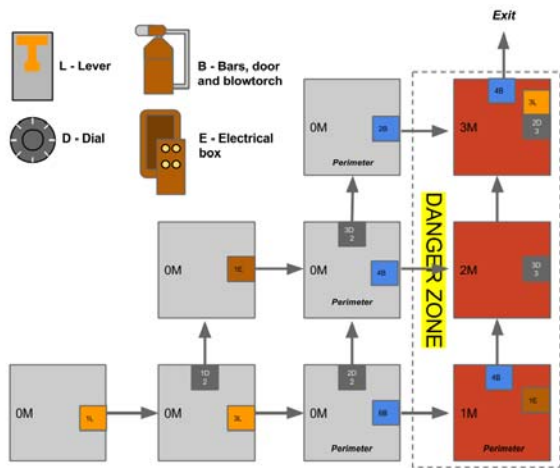 Exit
L - Lever
B - Bars, door
and blowtorch
D - Dial
E - Electrical
box
0M
2B
Perimeter
4B
3L
2D
3
3M
0M
1E
3D
2
0M
4B
Perimeter
DANGER ZONE
2M
3D
3
0M
1L
1D
2
0M
3L
2D
2
0M
6B
Perimeter
4B
1M
1E
Perimeter